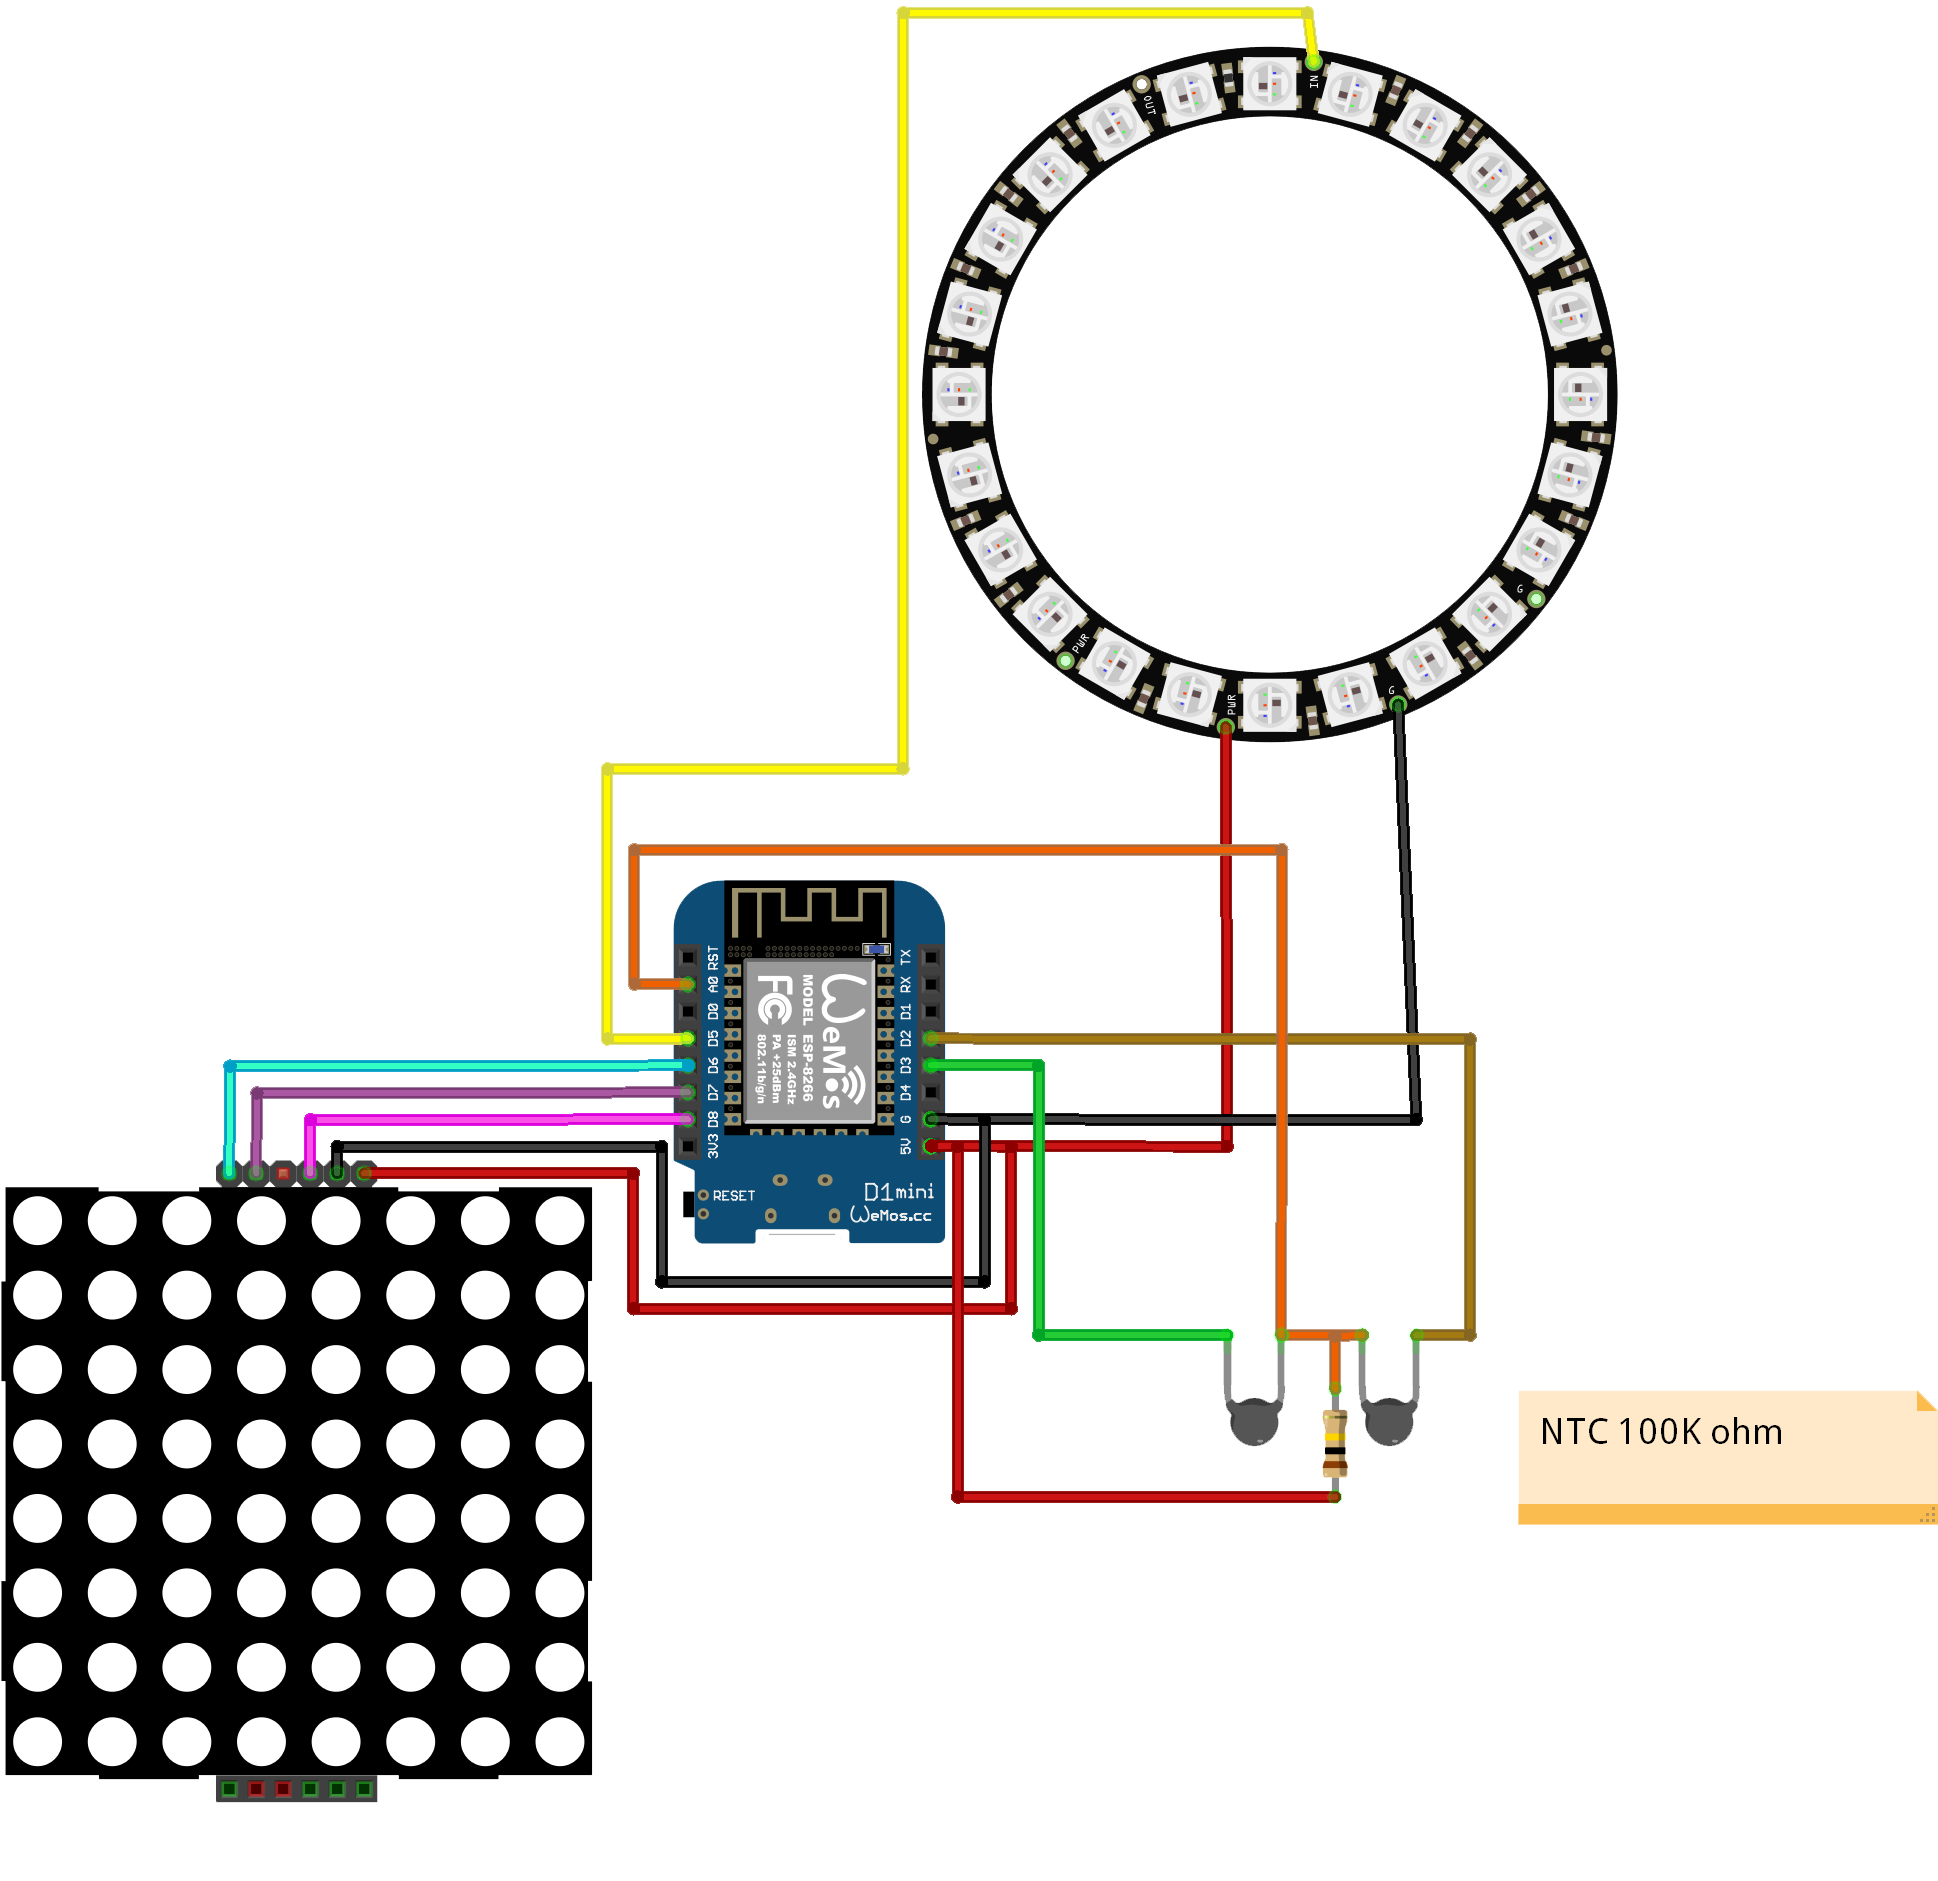 IN
OUT
G
PWR
G
PWR
RST
A0
D0
D5
D6
D7
D8
3V3
TX
RX
D1
D2
D3
D4
G
5V
WeMos
MODEL ESP-8266
ISM 2.4GHz
PA +25dBm
802.11b/g/n
FC
RESET
D1mini
WeMos.cc
NTC 100K ohm